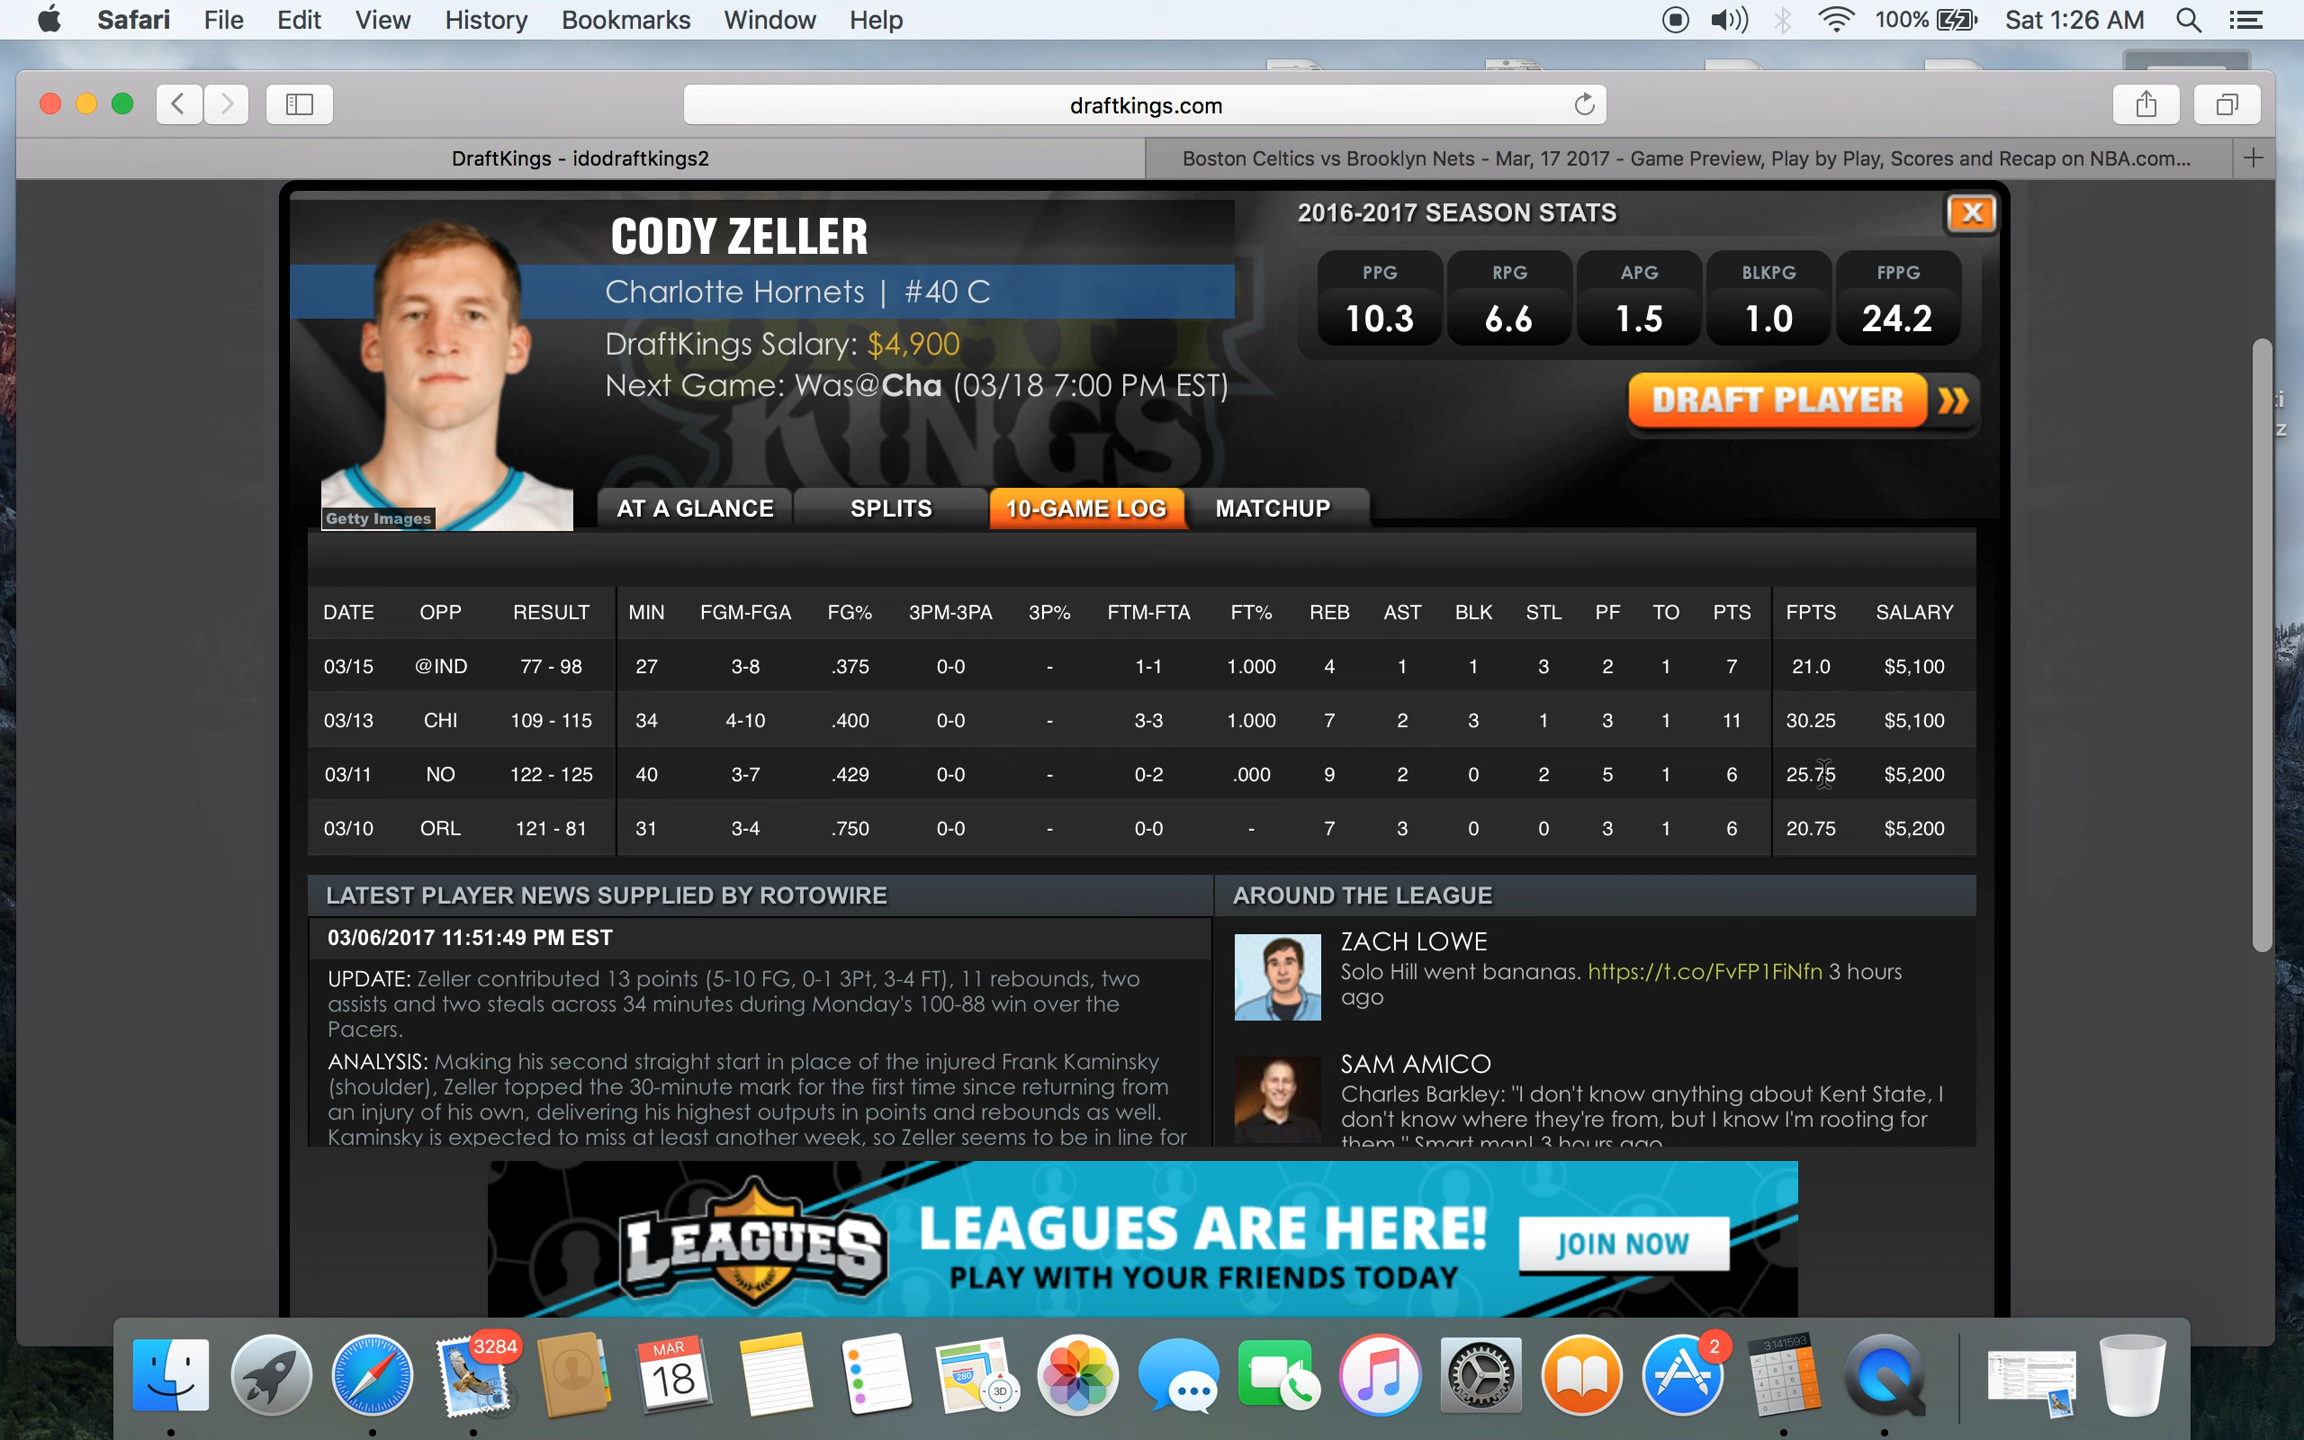 Safari File Edit View History Bookmarks Window Help 100% Sat 1:26 AM
draftkings.com
DraftKings - idodraftkings2
Boston Celtics vs Brooklyn Nets - Mar, 17 2017 - Game Preview, Play by Play, Scores and Recap on NBA.com...
CODY ZELLER
Charlotte Hornets | #40 C
DraftKings Salary: $4,900
Next Game: Was@Cha (03/18 7:00 PM EST)
Getty Images
2016-2017 SEASON STATS
X
PPG RPG APG BLKPG FPPG
10.3 6.6 1.5 1.0 24.2
DRAFT PLAYER
KINGS
AT A GLANCE SPLITS 10-GAME LOG MATCHUP
DATE OPP RESULT MIN FGM-FGA FG% 3PM-3PA 3P% FTM-FTA FT% REB AST BLK STL PF TO PTS FPTS SALARY
03/15 @IND 77 - 98 27 3-8 .375 0-0 - 1-1 1.000 4 1 1 3 2 1 7 21.0 $5,100
03/13 CHI 109 - 115 34 4-10 .400 0-0 - 3-3 1.000 7 2 3 1 3 1 11 30.25 $5,100
03/11 NO 122 - 125 40 3-7 .429 0-0 - 0-2 .000 9 2 0 2 5 1 6 25.75 $5,200
03/10 ORL 121 - 81 31 3-4 .750 0-0 - 0-0 - 7 3 0 0 3 1 6 20.75 $5,200
LATEST PLAYER NEWS SUPPLIED BY ROTOWIRE
03/06/2017 11:51:49 PM EST
UPDATE: Zeller contributed 13 points (5-10 FG, 0-1 3Pt, 3-4 FT), 11 rebounds, two
assists and two steals across 34 minutes during Monday's 100-88 win over the
Pacers.
ANALYSIS: Making his second straight start in place of the injured Frank Kaminsky
(shoulder), Zeller topped the 30-minute mark for the first time since returning from
an injury of his own, delivering his highest outputs in points and rebounds as well.
Kaminsky is expected to miss at least another week, so Zeller seems to be in line for
AROUND THE LEAGUE
ZACH LOWE
Solo Hill went bananas. https://t.co/FvFP1FiNfn 3 hours
ago
SAM AMICO
Charles Barkley: "I don't know anything about Kent State, I
don't know where they're from, but I know I'm rooting for
them." Smart man! 3 hours ago
LEAGUES
LEAGUES ARE HERE!
PLAY WITH YOUR FRIENDS TODAY
JOIN NOW
3284
MAR
18
280
3D
2
3.141593